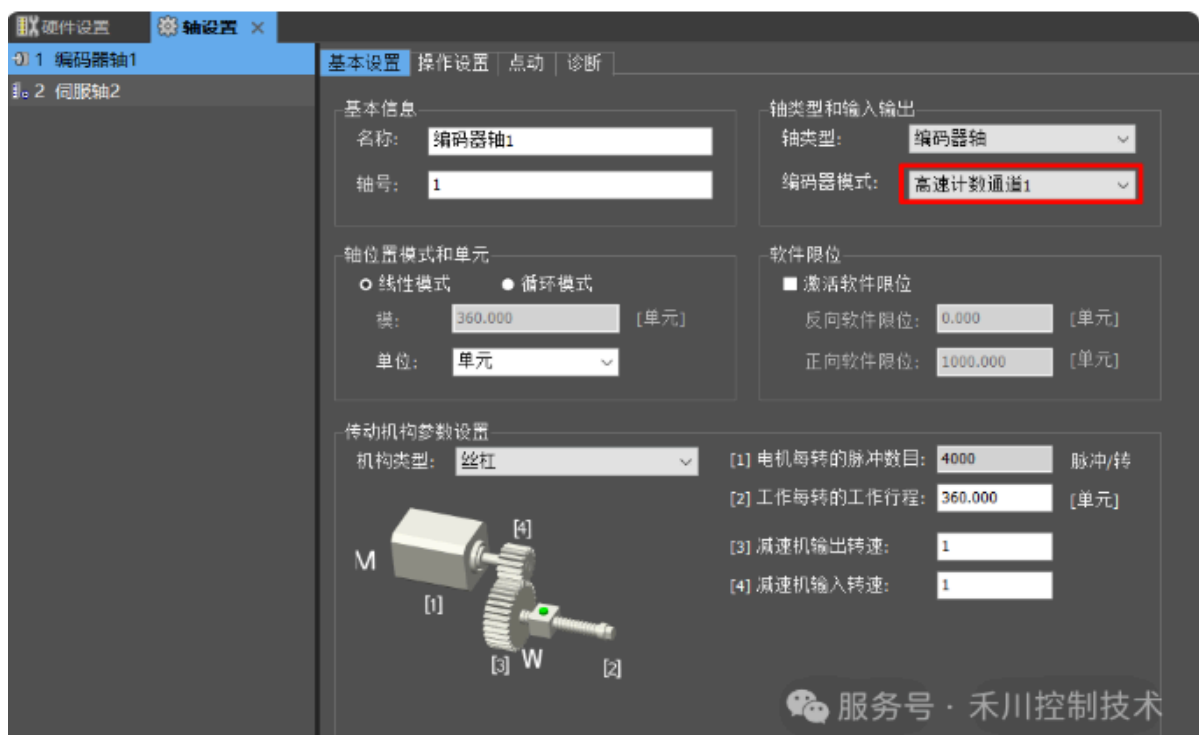 硬件设置 轴设置 ×
1 编码器轴1
2 伺服轴2
基本设置 操作设置 点动 诊断
基本信息
名称: 编码器轴1
轴号: 1
轴类型和输入输出
轴类型: 编码器轴
编码器模式: 高速计数通道1
轴位置模式和单元
线性模式 循环模式
模: 360.000 [单元]
单位: 单元
软件限位
激活软件限位
反向软件限位: 0.000 [单元]
正向软件限位: 1000.000 [单元]
传动机构参数设置
机构类型: 丝杠
M
[4]
[1]
[3] W
[2]
[1] 电机每转的脉冲数目: 4000 脉冲/转
[2] 工作每转的工作行程: 360.000 [单元]
[3] 减速机输出转速: 1
[4] 减速机输入转速: 1
服务号 · 禾川控制技术